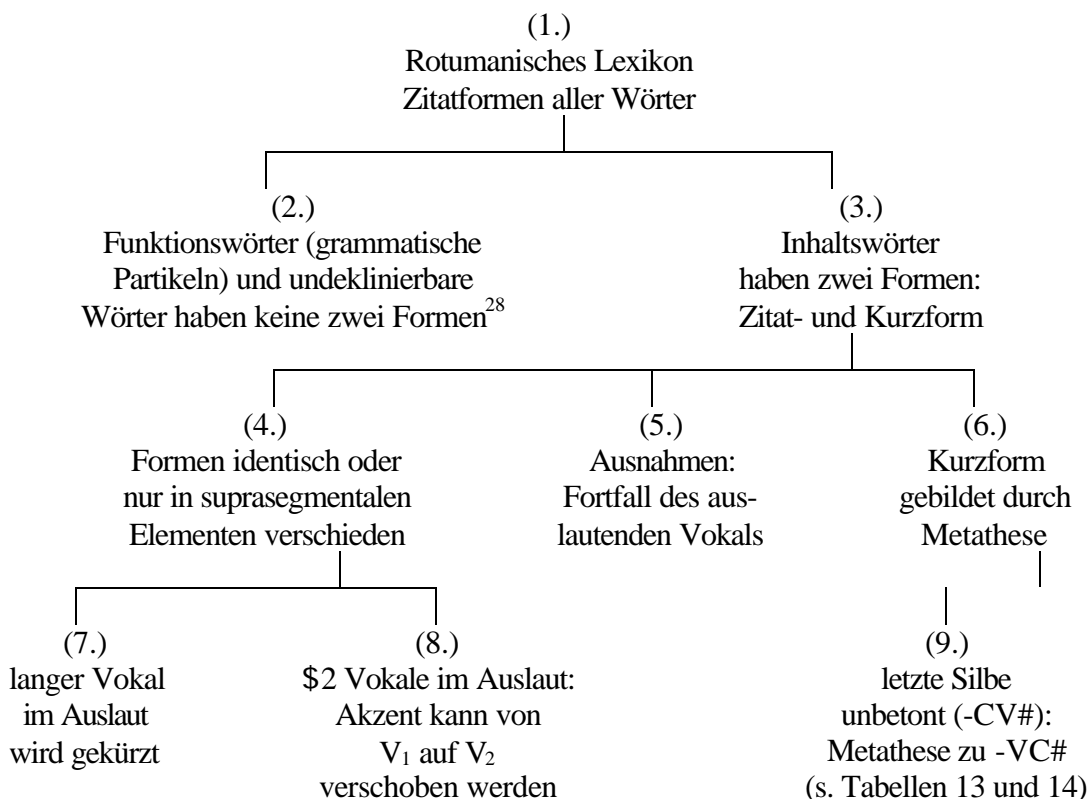 (1.)
Rotumanisches Lexikon
Zitatformen aller Wörter
(2.)
Funktionswörter (grammatische
Partikeln) und undeklinierbare
Wörter haben keine zwei Formen28
(3.)
Inhaltswörter
haben zwei Formen:
Zitat- und Kurzform
(4.)
Formen identisch oder
nur in suprasegmentalen
Elementen verschieden
(5.)
Ausnahmen:
Fortfall des aus-
lautenden Vokals
(6.)
Kurzform
gebildet durch
Metathese
(7.)
langer Vokal
im Auslaut
wird gekürzt
(8.)
$2 Vokale im Auslaut:
Akzent kann von
V1 auf V2
verschoben werden
(9.)
letzte Silbe
unbetont (-CV#):
Metathese zu -VC#
(s. Tabellen 13 und 14)